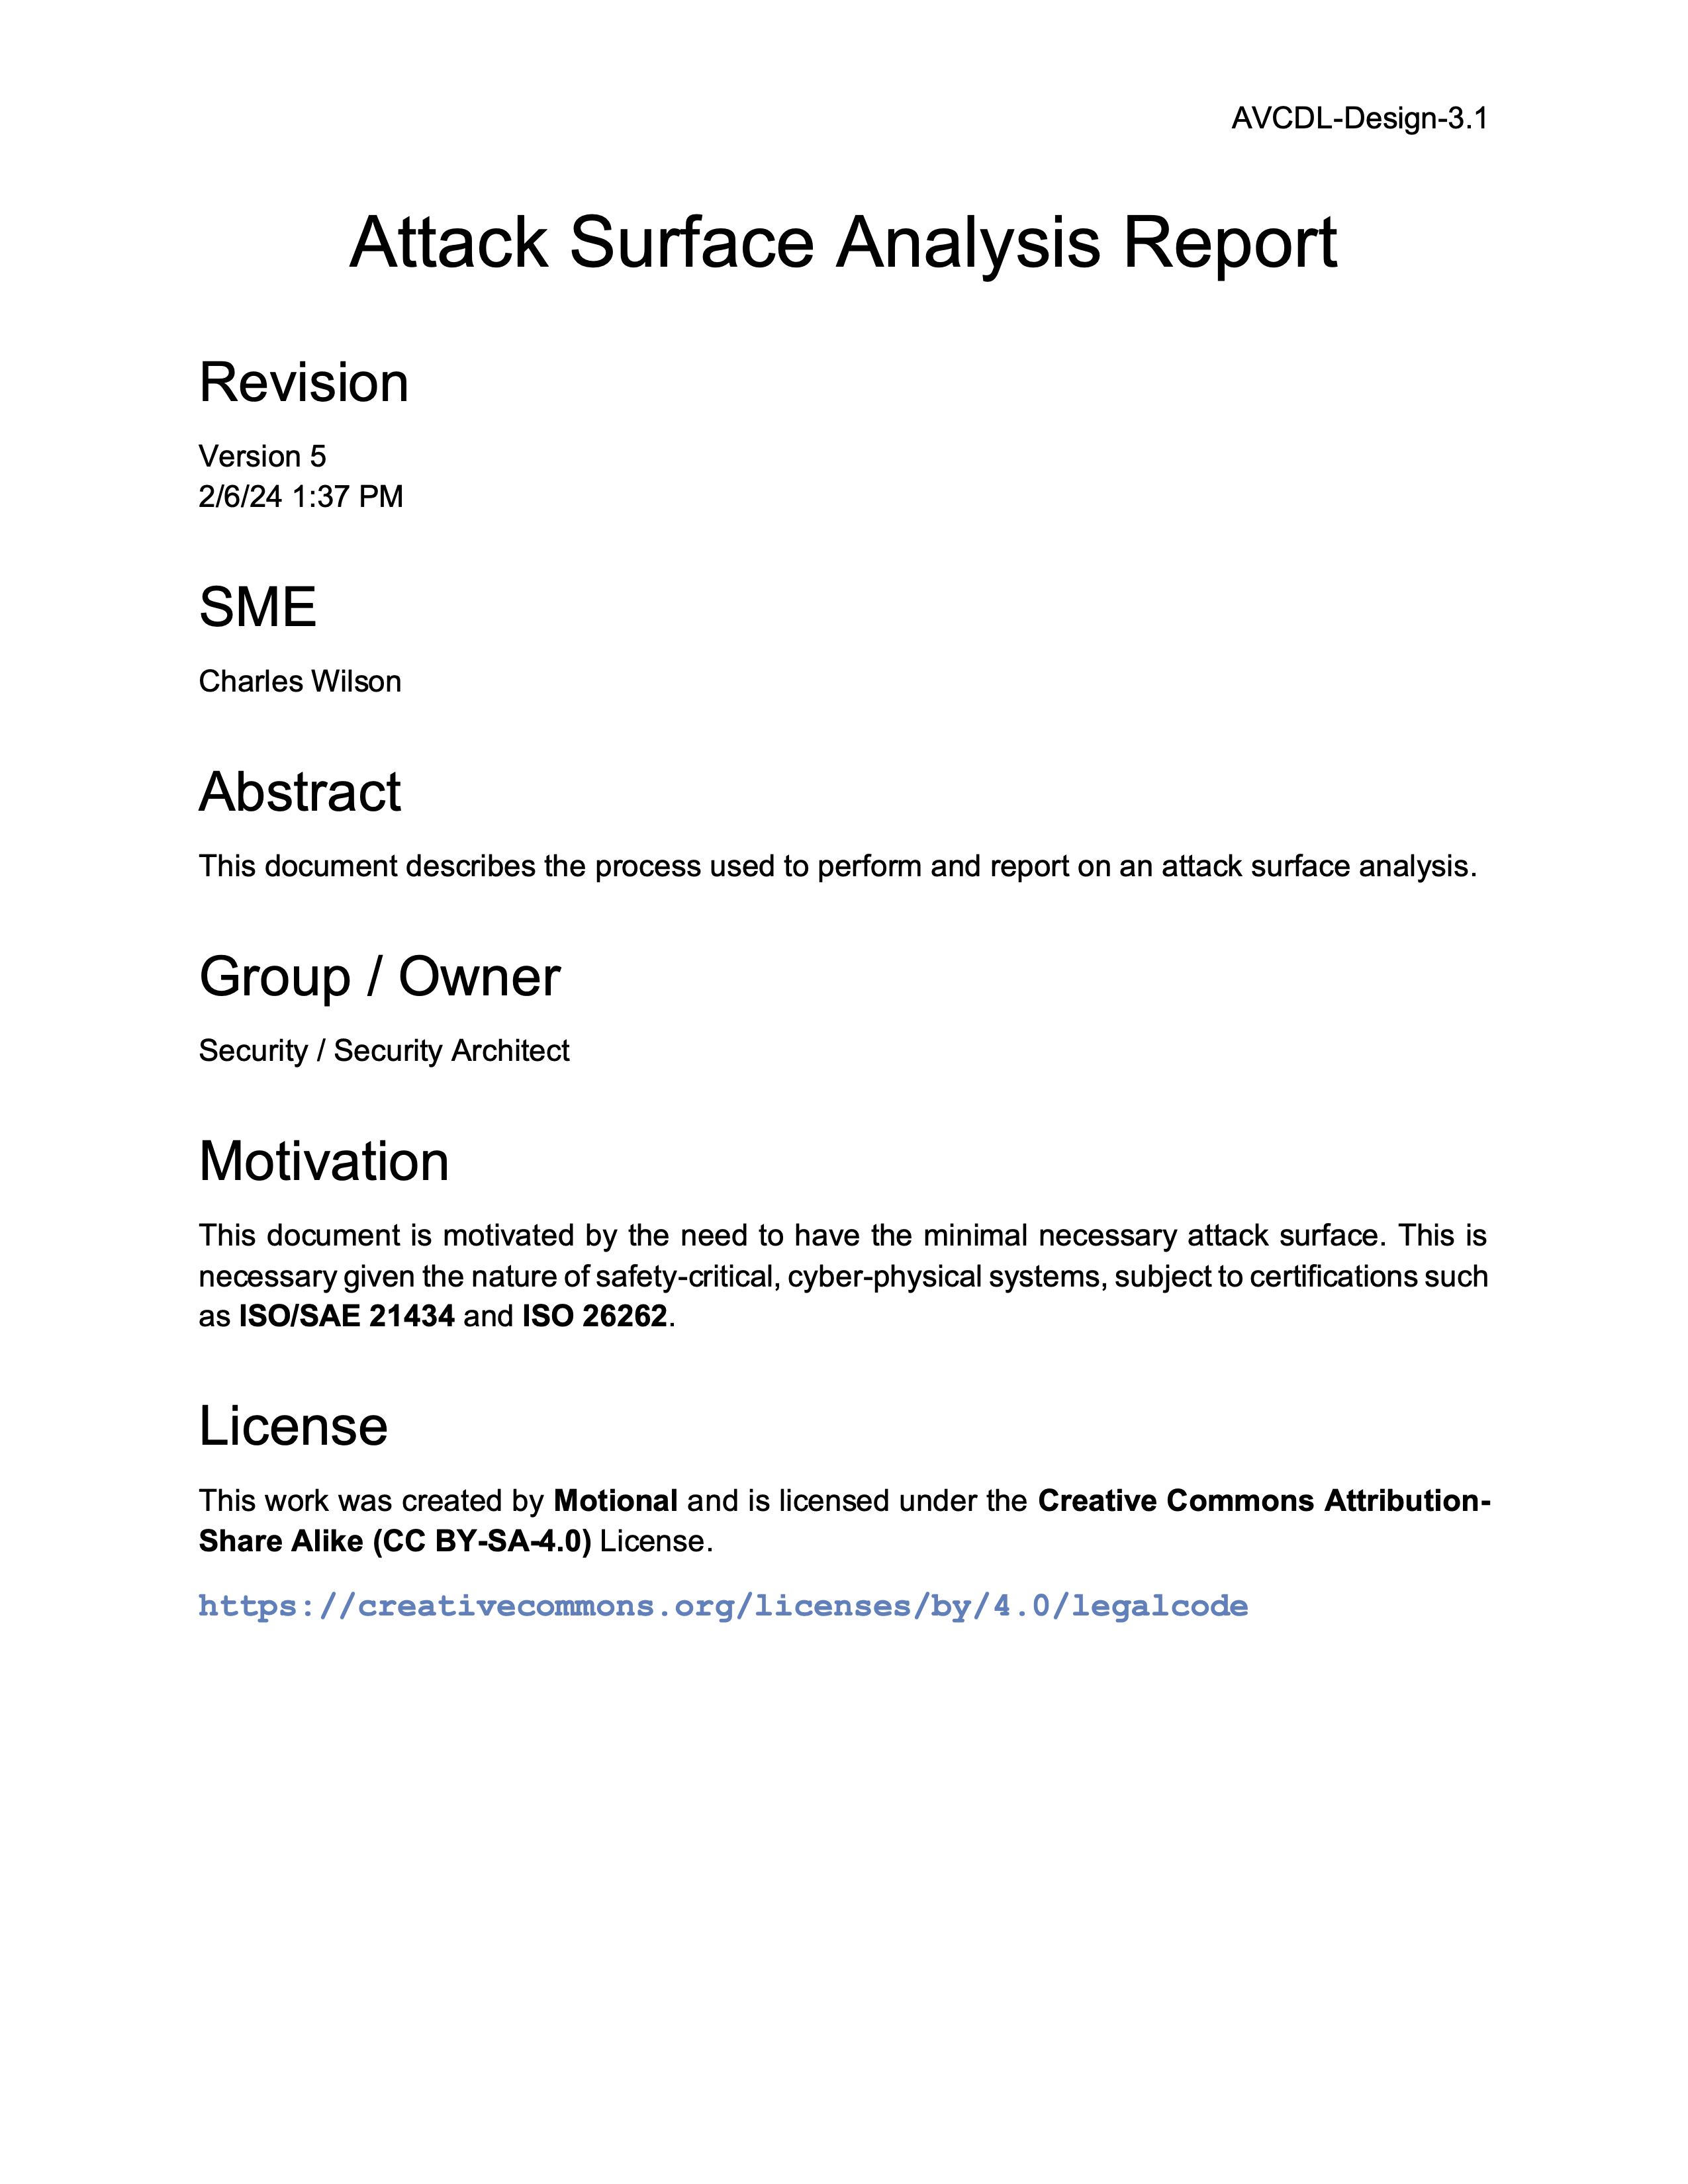 AVCDL-Design-3.1
Attack Surface Analysis Report
Revision
Version 5
2/6/24 1:37 PM
SME
Charles Wilson
Abstract
This document describes the process used to perform and report on an attack surface analysis.
Group / Owner
Security / Security Architect
Motivation
This document is motivated by the need to have the minimal necessary attack surface. This is
necessary given the nature of safety-critical, cyber-physical systems, subject to certifications such
as ISO/SAE 21434 and ISO 26262.
License
This work was created by Motional and is licensed under the Creative Commons Attribution-
Share Alike (CC BY-SA-4.0) License.
https://creativecommons.org/licenses/by/4.0/legalcode